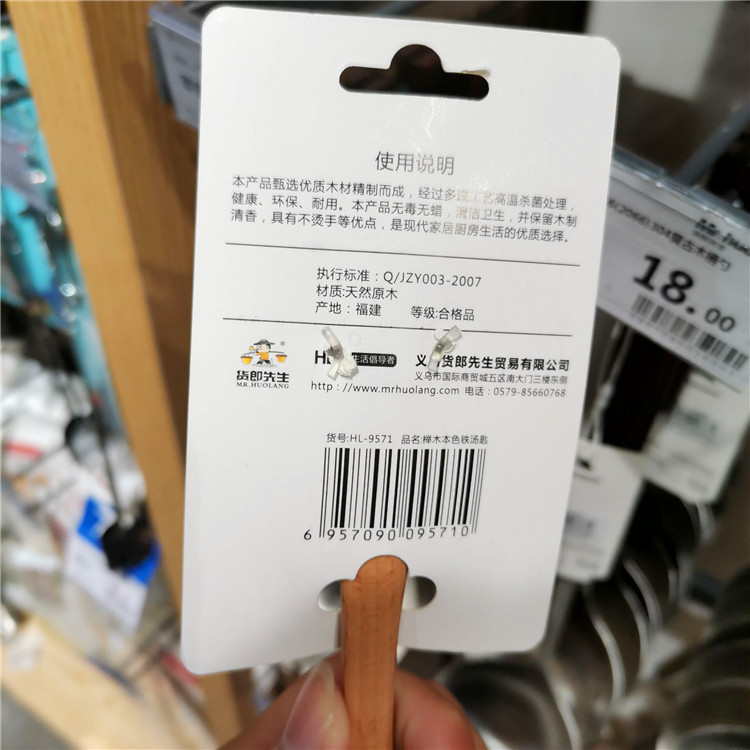 使用说明
本产品甄选优质木材精制而成，经过多道工艺高温杀菌处理，
健康、环保、耐用。本产品无毒无蜡，清洁卫生，并保留木制
清香，具有不烫手等优点，是现代家居厨房生活的优质选择。
执行标准：Q/JZY003-2007
材质:天然原木
产地：福建 等级:合格品
货郎先生
MR.HUOLANG
生活倡导者
义乌货郎先生贸易有限公司
义乌市国际商贸城五区南大门三楼东侧
http://www.mrhuolang.com 电话：0579-85660768
货号:HL-9571 品名:榉木本色铁汤匙
6 957090 095710
18.00